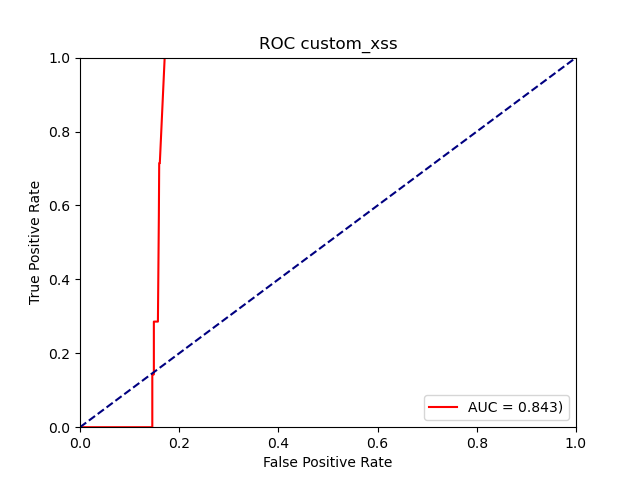 ROC custom_xss
1.0
0.8
0.6
0.4
0.2
0.0
True Positive Rate
AUC = 0.843)
0.0 0.2 0.4 0.6 0.8 1.0
False Positive Rate